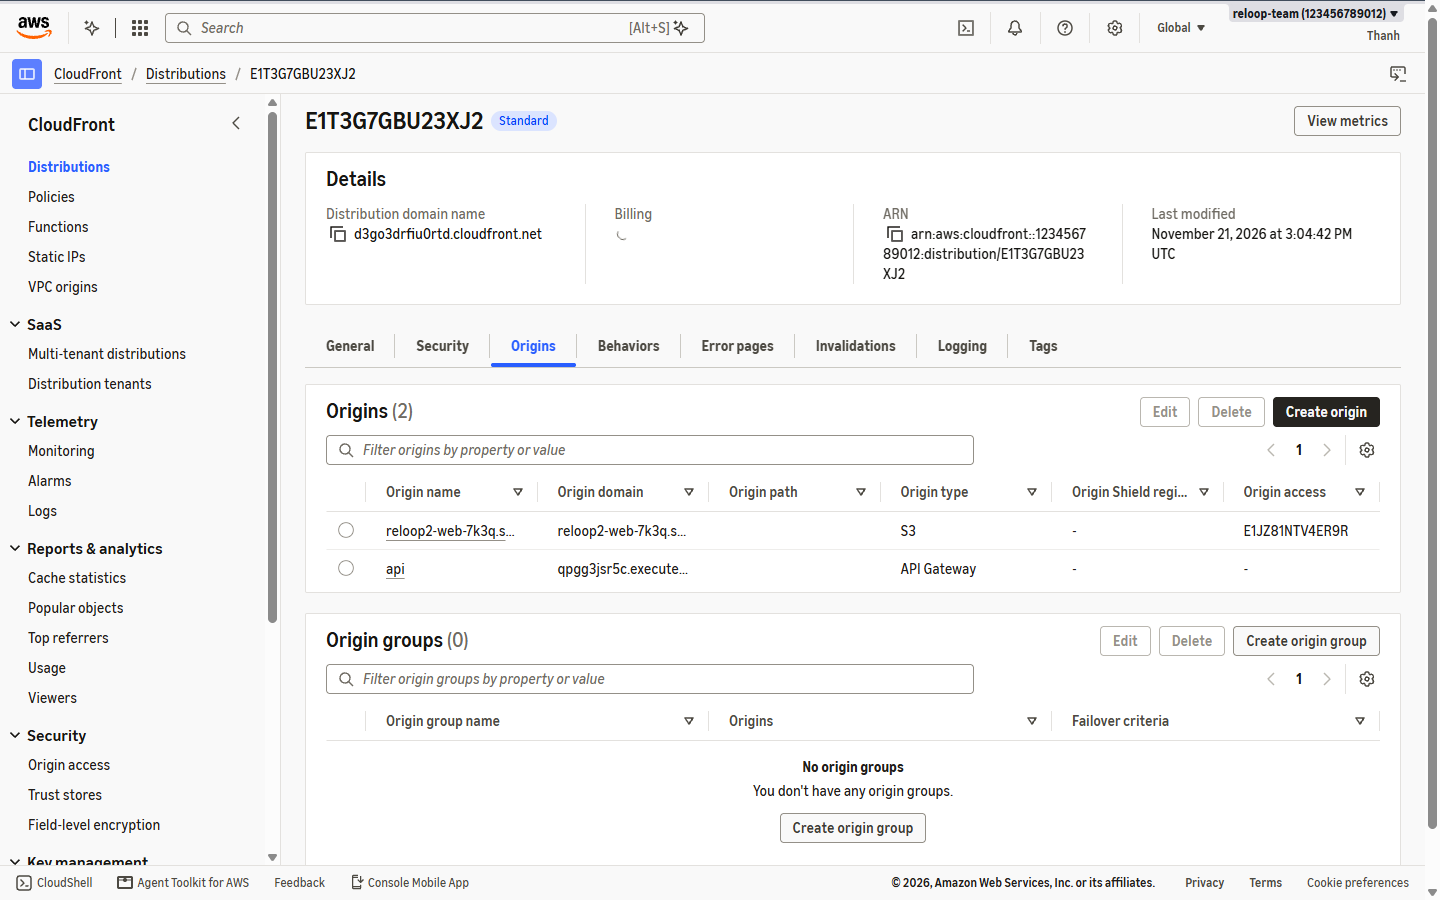 aws
Search
[Alt+S]
Global
reloop-team (123456789012)
Thanh
CloudFront / Distributions / E1T3G7GBU23XJ2
CloudFront
Distributions
Policies
Functions
Static IPs
VPC origins
SaaS
Multi-tenant distributions
Distribution tenants
Telemetry
Monitoring
Alarms
Logs
Reports & analytics
Cache statistics
Popular objects
Top referrers
Usage
Viewers
Security
Origin access
Trust stores
Field-level encryption
Key management
E1T3G7GBU23XJ2
Standard
View metrics
Details
Distribution domain name
d3go3drfiu0rtd.cloudfront.net
Billing
ARN
arn:aws:cloudfront::1234567
89012:distribution/E1T3G7GBU23
XJ2
Last modified
November 21, 2026 at 3:04:42 PM
UTC
General
Security
Origins
Behaviors
Error pages
Invalidations
Logging
Tags
Origins (2)
Edit
Delete
Create origin
Filter origins by property or value
1
Origin name
Origin domain
Origin path
Origin type
Origin Shield regi...
Origin access
reloop2-web-7k3q.s...
reloop2-web-7k3q.s...
S3
-
E1JZ81NTV4ER9R
api
qpgg3jsr5c.execute...
API Gateway
-
-
Origin groups (0)
Edit
Delete
Create origin group
Filter origin groups by property or value
1
Origin group name
Origins
Failover criteria
No origin groups
You don't have any origin groups.
Create origin group
CloudShell
Agent Toolkit for AWS
Feedback
Console Mobile App
© 2026, Amazon Web Services, Inc. or its affiliates.
Privacy
Terms
Cookie preferences